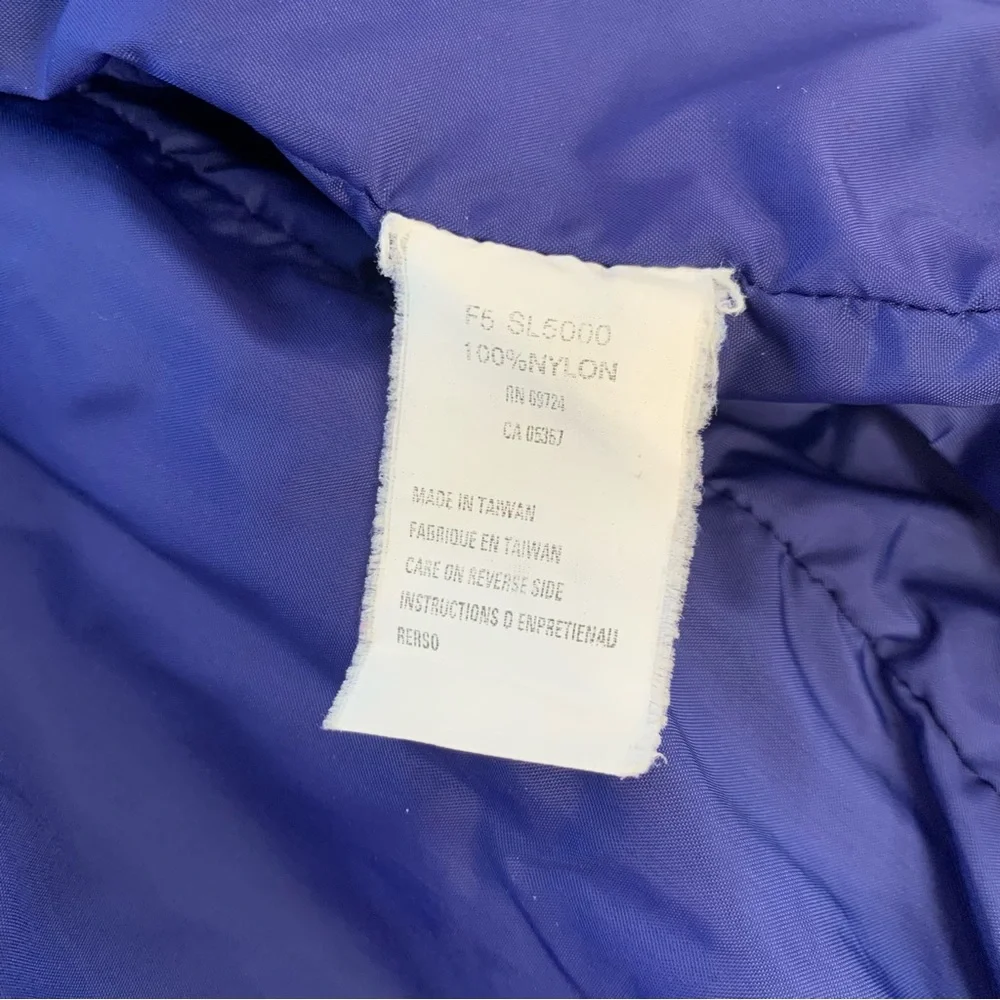 F5 SL5000
100%NYLON
RN 69724
CA 05367
MADE IN TAIWAN
FABRIQUE EN TAIWAN
CARE ON REVERSE SIDE
INSTRUCTIONS D ENPRETIENAU
RERSO